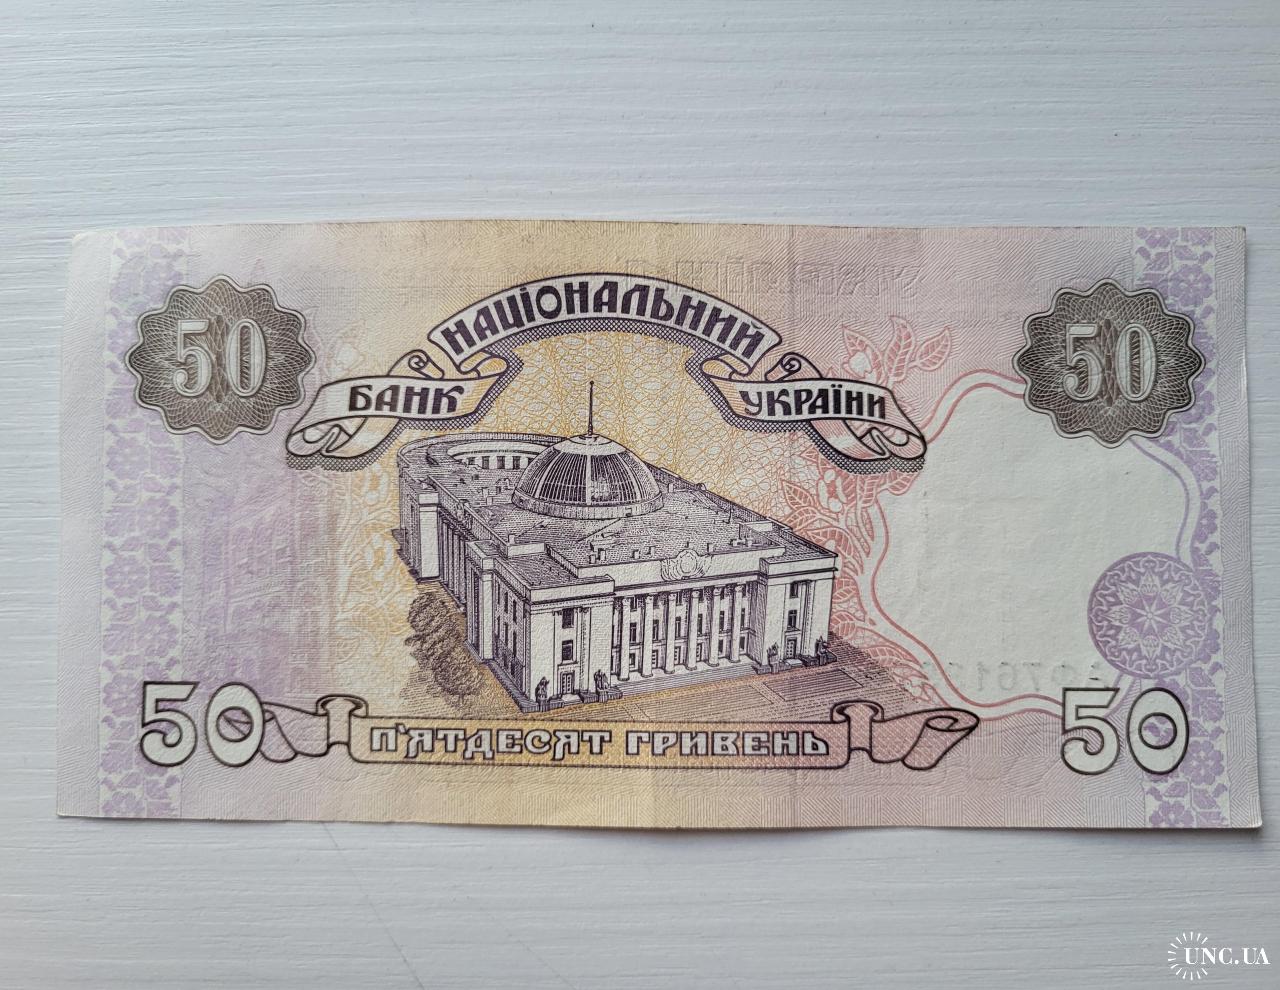 НАЦІОНАЛЬНИЙ
БАНК УКРАЇНИ
50 50
50 50
П'ЯТДЕСЯТ ГРИВЕНЬ
UNC.UA